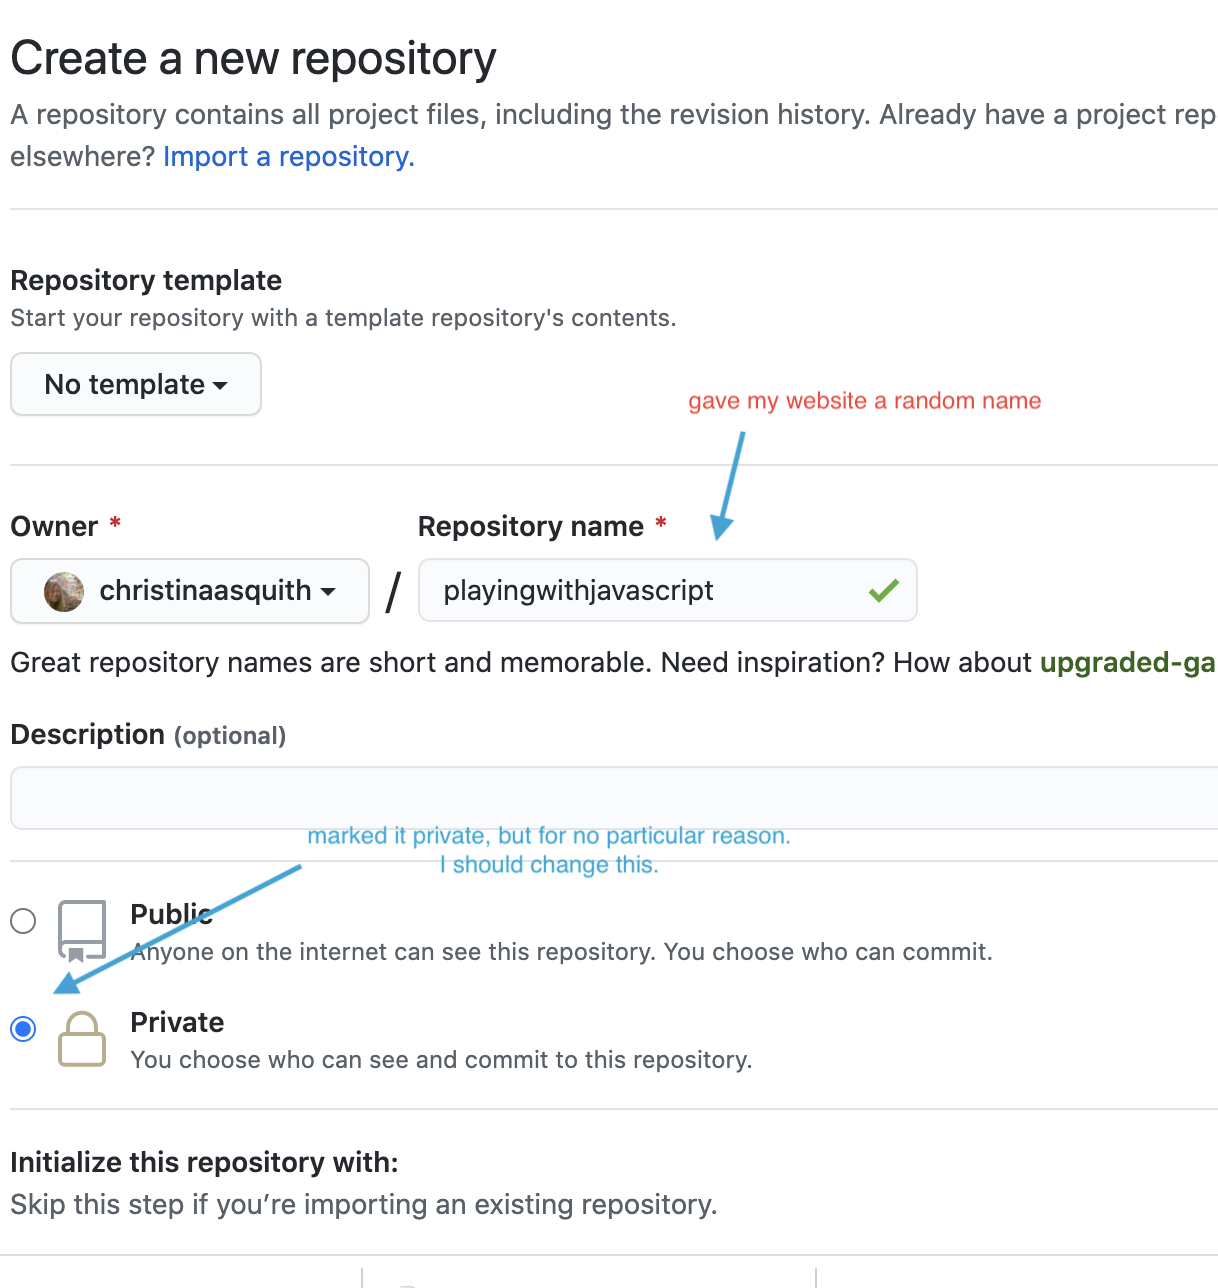 Create a new repository
A repository contains all project files, including the revision history. Already have a project rep
elsewhere? Import a repository.
Repository template
Start your repository with a template repository's contents.
No template
gave my website a random name
Owner *
Repository name *
christinaasquith
/
playingwithjavascript
Great repository names are short and memorable. Need inspiration? How about upgraded-ga
Description (optional)
marked it private, but for no particular reason.
I should change this.
Public
Anyone on the internet can see this repository. You choose who can commit.
Private
You choose who can see and commit to this repository.
Initialize this repository with:
Skip this step if you’re importing an existing repository.